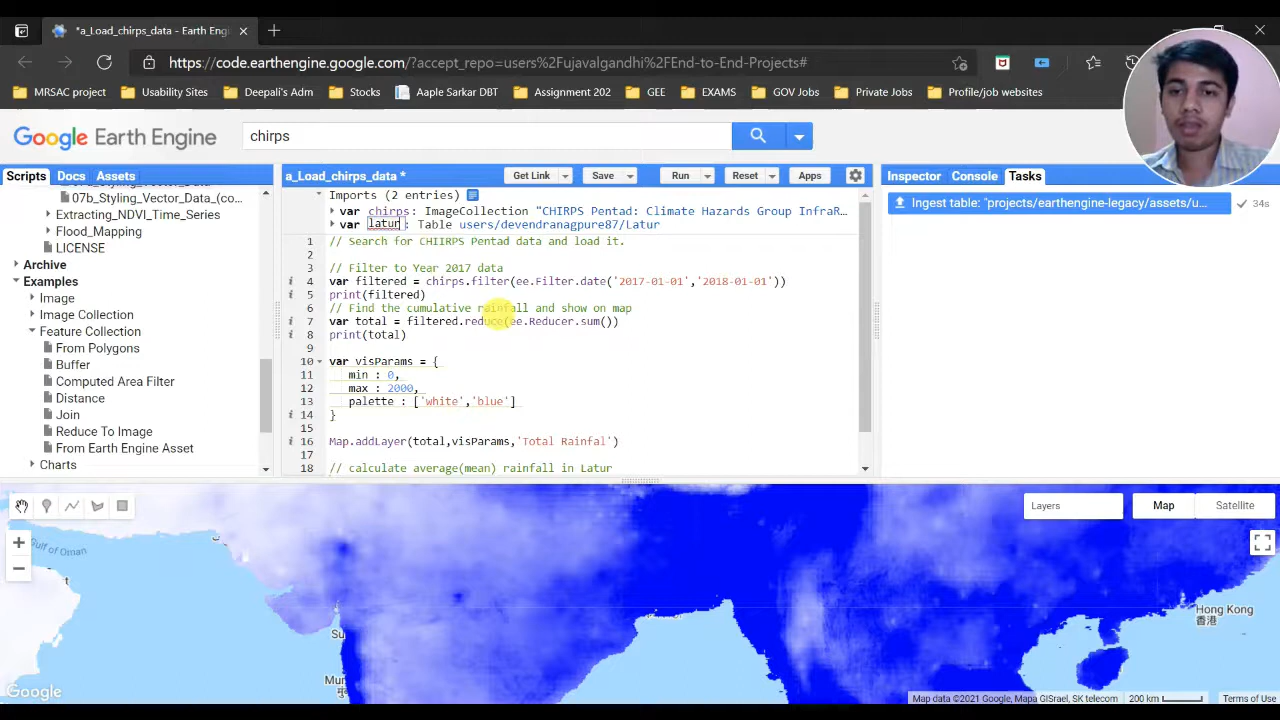 *a_Load_chirps_data - Earth Engi
https://code.earthengine.google.com/?accept_repo=users%2Fujavalgandhi%2FEnd-to-End-Projects#
MRSAC project
Usability Sites
Deepali's Adm
Stocks
Aaple Sarkar DBT
Assignment 202
GEE
EXAMS
GOV Jobs
Private Jobs
Profile/job websites
Google Earth Engine
chirps
Scripts
Docs
Assets
07b_Styling_Vector_Data_(co...
Extracting_NDVI_Time_Series
Flood_Mapping
LICENSE
Archive
Examples
Image
Image Collection
Feature Collection
From Polygons
Buffer
Computed Area Filter
Distance
Join
Reduce To Image
From Earth Engine Asset
Charts
a_Load_chirps_data *
Get Link
Save
Run
Reset
Apps
Imports (2 entries)
var chirps: ImageCollection "CHIRPS Pentad: Climate Hazards Group InfraR…
var latur: Table users/devendranagpure87/Latur
1 // Search for CHIIRPS Pentad data and load it.
2
3 // Filter to Year 2017 data
i 4 var filtered = chirps.filter(ee.Filter.date('2017-01-01','2018-01-01'))
i 5 print(filtered)
6 // Find the cumulative rainfall and show on map
i 7 var total = filtered.reduce(ee.Reducer.sum())
i 8 print(total)
9
10 var visParams = {
11 min : 0,
12 max : 2000,
13 palette : ['white','blue']
i 14 }
15
i 16 Map.addLayer(total,visParams,'Total Rainfal')
17
18 // calculate average(mean) rainfall in Latur
Inspector
Console
Tasks
Ingest table: "projects/earthengine-legacy/assets/u...
34s
Layers
Map
Satellite
Gulf of Oman
Su
Mun
मुं
Hong Kong
香港
Google
Map data ©2021 Google, Mapa GISrael, SK telecom
200 km
Terms of Use